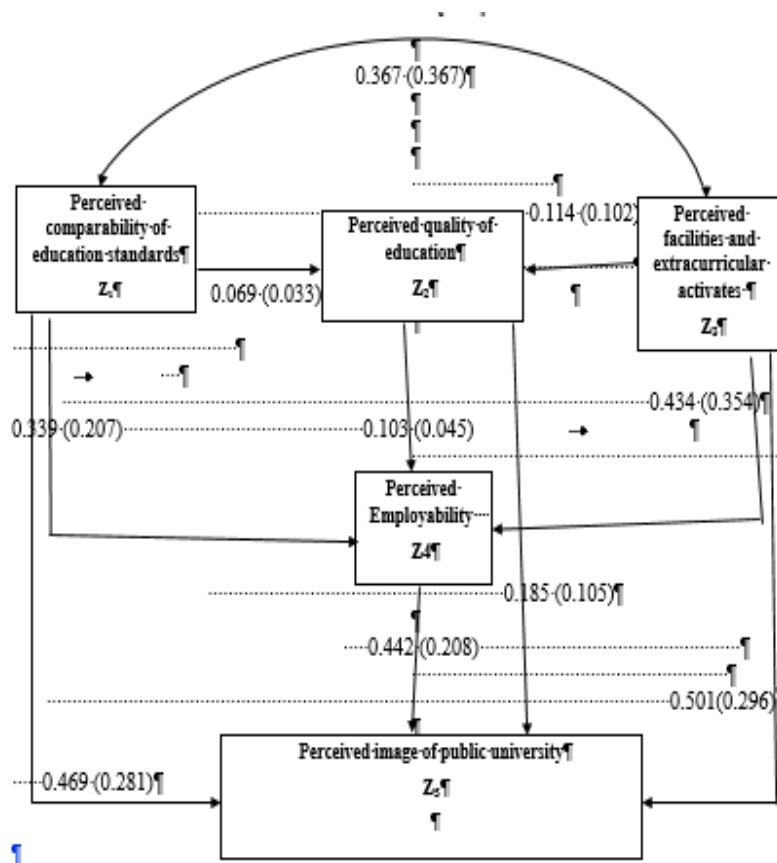 0.367 (0.367)¶
Perceived
comparability of
education standards¶
Z₁¶
Perceived quality of
education¶
Z₂¶
0.114 (0.102)
Perceived
facilities and
extracurricular
activates ¶
Z₃¶
0.069 (0.033)
0.434 (0.354)¶
0.339 (0.207)
0.103 (0.045)
Perceived
Employability
Z4¶
0.185 (0.105)¶
0.442 (0.208)
0.501(0.296)
Perceived image of public university¶
Z₅¶
0.469 (0.281)¶